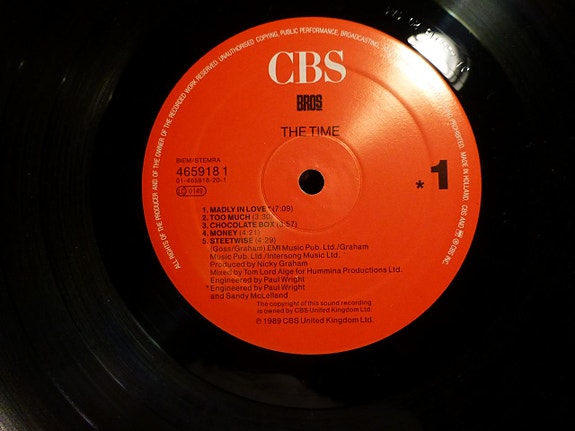 ALL RIGHTS OF THE PRODUCER AND OF THE OWNER OF THE RECORDED WORK RESERVED. UNAUTHORISED COPYING, PUBLIC PERFORMANCE, BROADCASTING, PROHIBITED. MADE IN HOLLAND. CBS AND ARE ® CBS INC.
CBS
BROS
THE TIME
BIEM/STEMRA
465918 1
01-465918-20-1
LC 0149
* 1
1. MADLY IN LOVE* (7:09)
2. TOO MUCH (3:30)
3. CHOCOLATE BOX (3:57)
4. MONEY (4:21)
5. STEETWISE (4:29)
(Goss/Graham) EMI Music Pub. Ltd./Graham
Music Pub. Ltd./Intersong Music Ltd.
Produced by Nicky Graham
Mixed by Tom Lord Alge for Hummina Productions Ltd.
Engineered by Paul Wright
* Engineered by Paul Wright
and Sandy McLelland
The copyright of this sound recording
is owned by CBS United Kingdom Ltd.
℗ 1989 CBS United Kingdom Ltd.